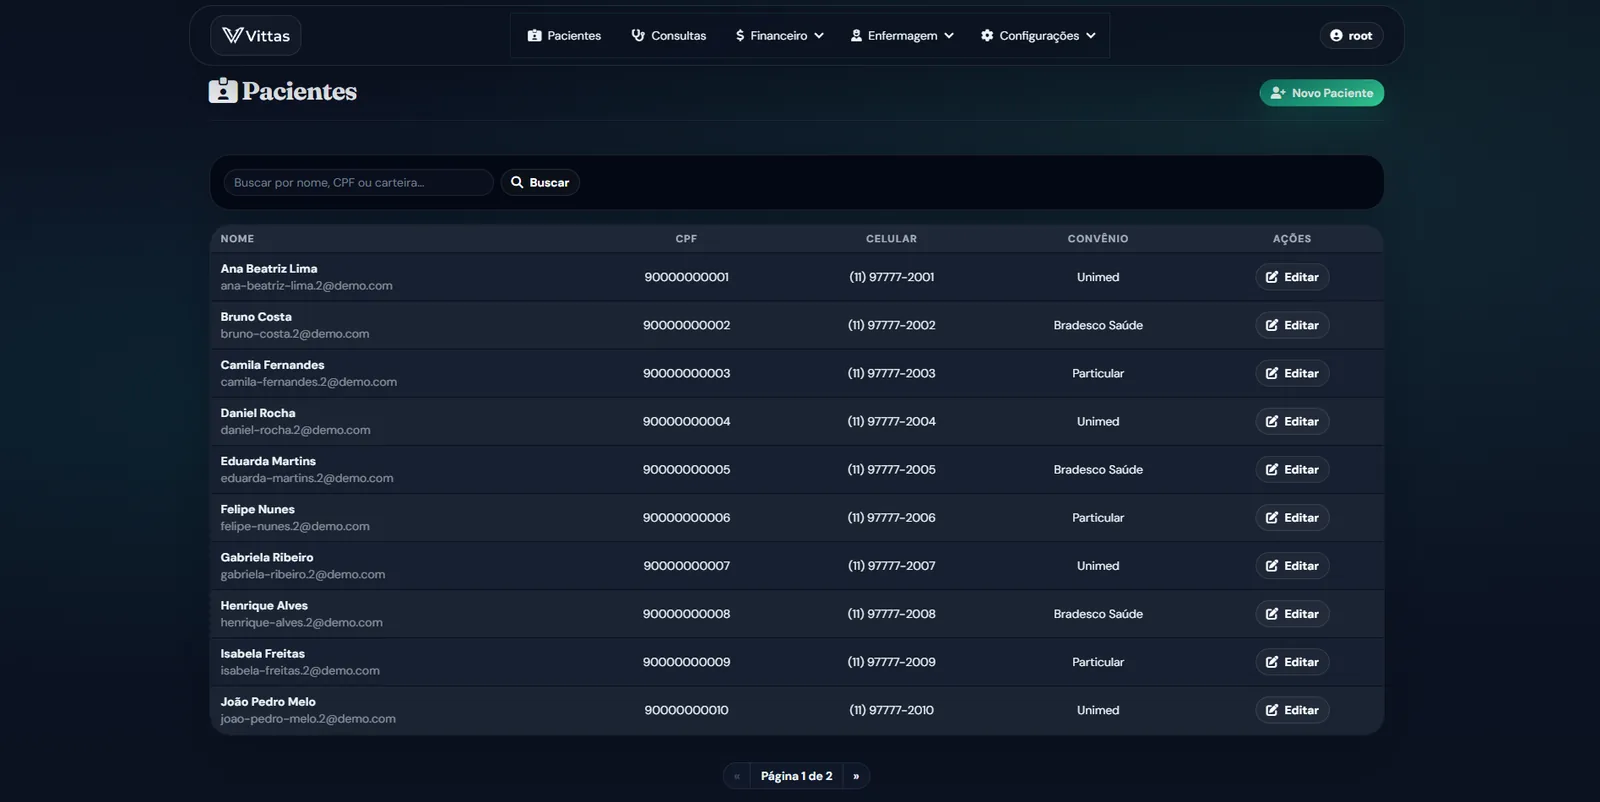 Vittas
Pacientes
Consultas
Financeiro
Enfermagem
Configurações
root
Pacientes
Novo Paciente
Buscar por nome, CPF ou carteira...
Buscar
NOME CPF CELULAR CONVÊNIO AÇÕES
Ana Beatriz Lima
ana-beatriz-lima.2@demo.com
90000000001 (11) 97777-2001 Unimed Editar
Bruno Costa
bruno-costa.2@demo.com
90000000002 (11) 97777-2002 Bradesco Saúde Editar
Camila Fernandes
camila-fernandes.2@demo.com
90000000003 (11) 97777-2003 Particular Editar
Daniel Rocha
daniel-rocha.2@demo.com
90000000004 (11) 97777-2004 Unimed Editar
Eduarda Martins
eduarda-martins.2@demo.com
90000000005 (11) 97777-2005 Bradesco Saúde Editar
Felipe Nunes
felipe-nunes.2@demo.com
90000000006 (11) 97777-2006 Particular Editar
Gabriela Ribeiro
gabriela-ribeiro.2@demo.com
90000000007 (11) 97777-2007 Unimed Editar
Henrique Alves
henrique-alves.2@demo.com
90000000008 (11) 97777-2008 Bradesco Saúde Editar
Isabela Freitas
isabela-freitas.2@demo.com
90000000009 (11) 97777-2009 Particular Editar
João Pedro Melo
joao-pedro-melo.2@demo.com
90000000010 (11) 97777-2010 Unimed Editar
« Página 1 de 2 »